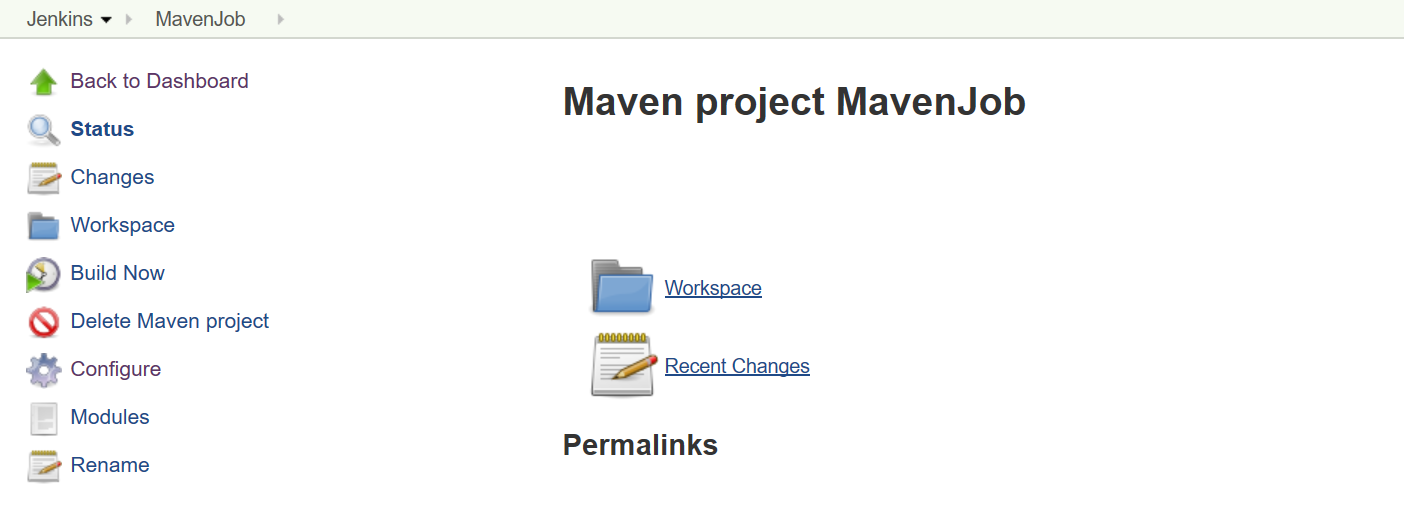 Jenkins MavenJob
Back to Dashboard
Status
Changes
Workspace
Build Now
Delete Maven project
Configure
Modules
Rename
Maven project MavenJob
Workspace
Recent Changes
Permalinks